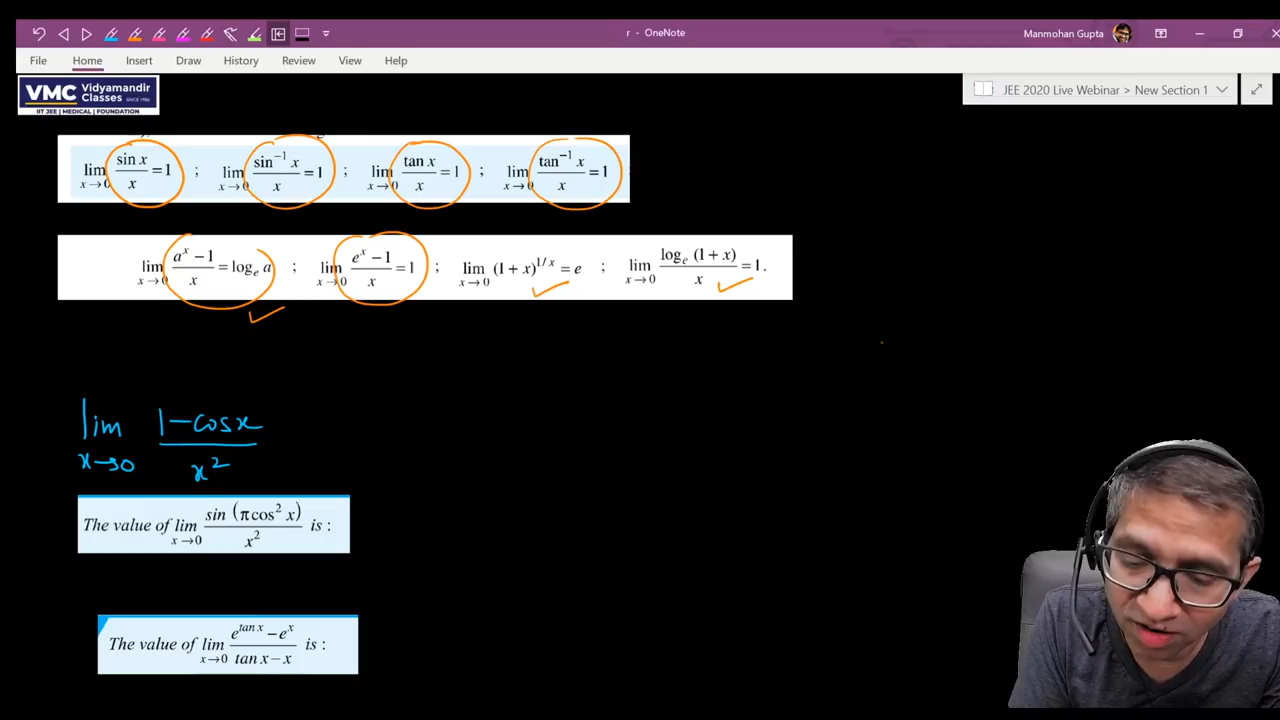 r - OneNote
Manmohan Gupta
File Home Insert Draw History Review View Help
VMC Vidyamandir Classes SINCE 1986
IIT JEE | MEDICAL | FOUNDATION
JEE 2020 Live Webinar > New Section 1
lim x→0 sin x / x = 1 ; lim x→0 sin⁻¹ x / x = 1 ; lim x→0 tan x / x = 1 ; lim x→0 tan⁻¹ x / x = 1
lim x→0 aˣ − 1 / x = logₑ a ; lim x→0 eˣ − 1 / x = 1 ; lim x→0 (1 + x)^1/x = e ; lim x→0 logₑ (1 + x) / x = 1.
lim x→0 1 − cos x / x²
The value of lim x→0 sin (π cos² x) / x² is :
The value of lim x→0 e^tan x − eˣ / tan x − x is :